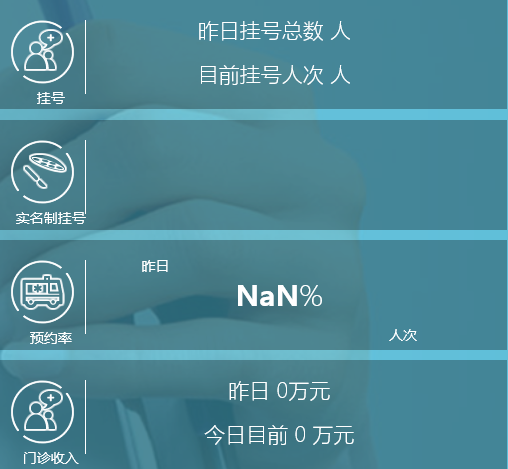 昨日挂号总数 人
目前挂号人次 人
挂号
实名制挂号
昨日
NaN%
人次
预约率
昨日 0万元
今日目前 0 万元
门诊收入